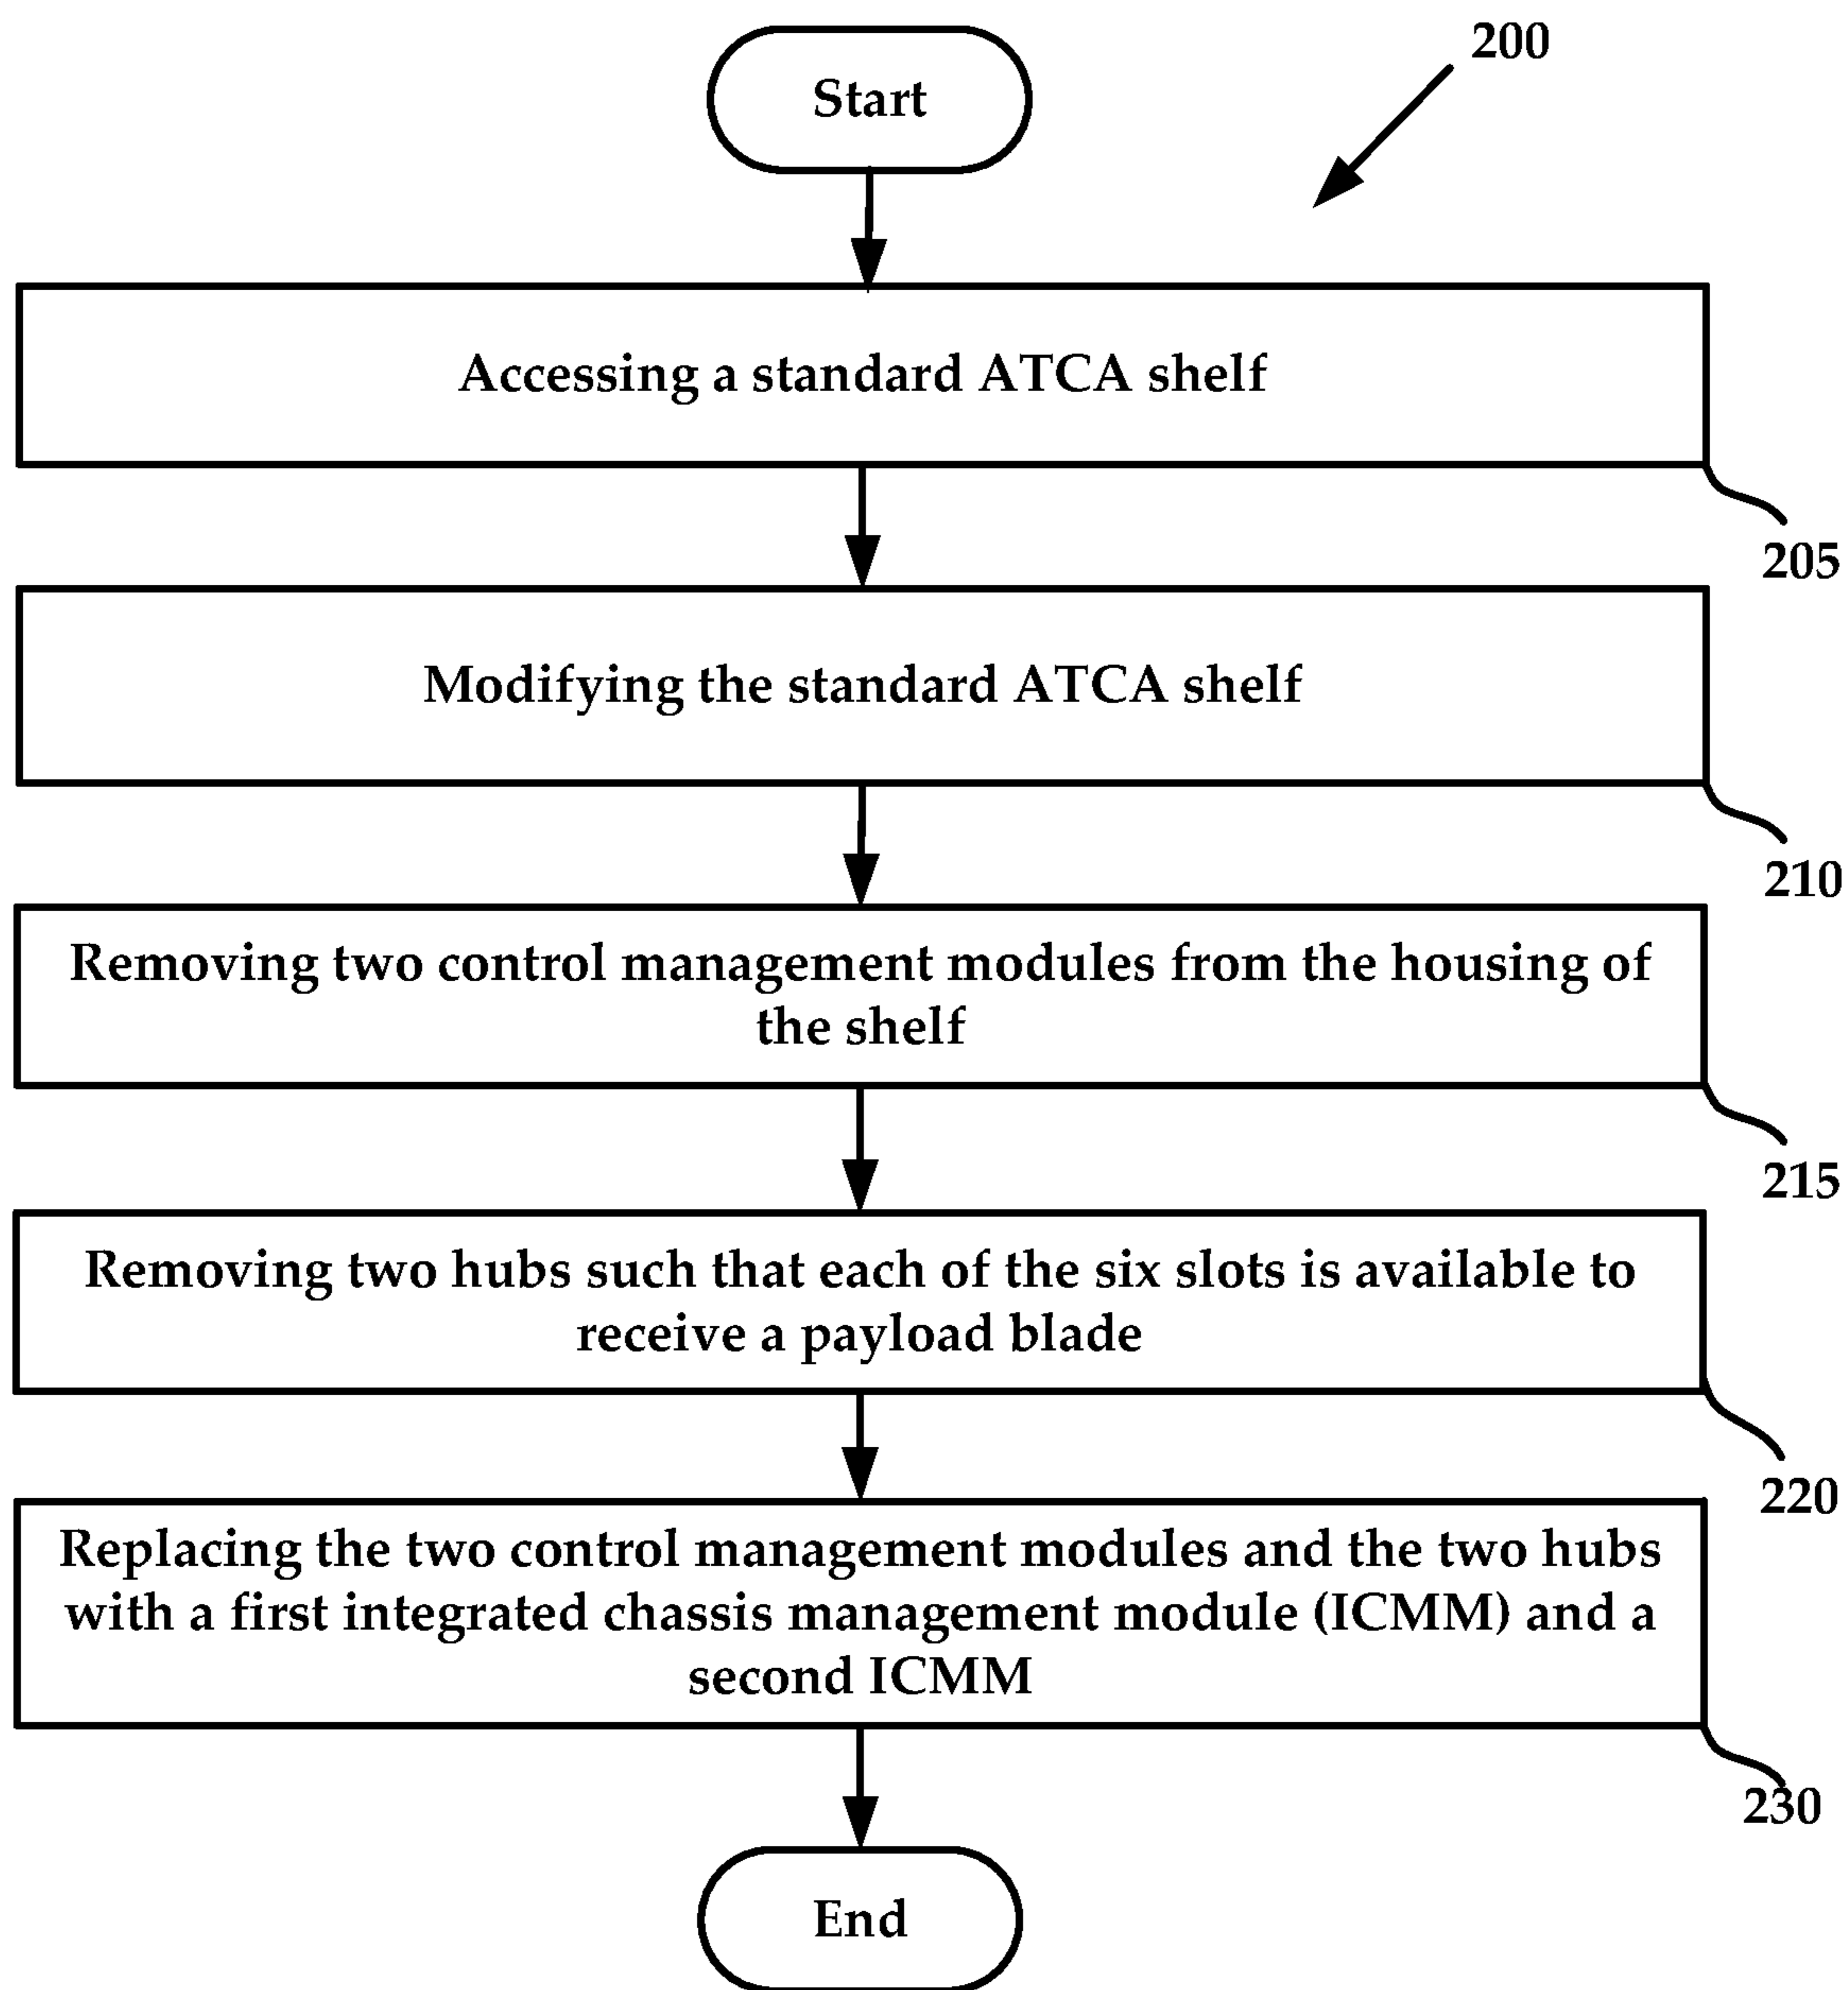 Start
200
Accessing a standard ATCA shelf
205
Modifying the standard ATCA shelf
210
Removing two control management modules from the housing of
the shelf
215
Removing two hubs such that each of the six slots is available to
receive a payload blade
220
Replacing the two control management modules and the two hubs
with a first integrated chassis management module (ICMM) and a
second ICMM
230
End